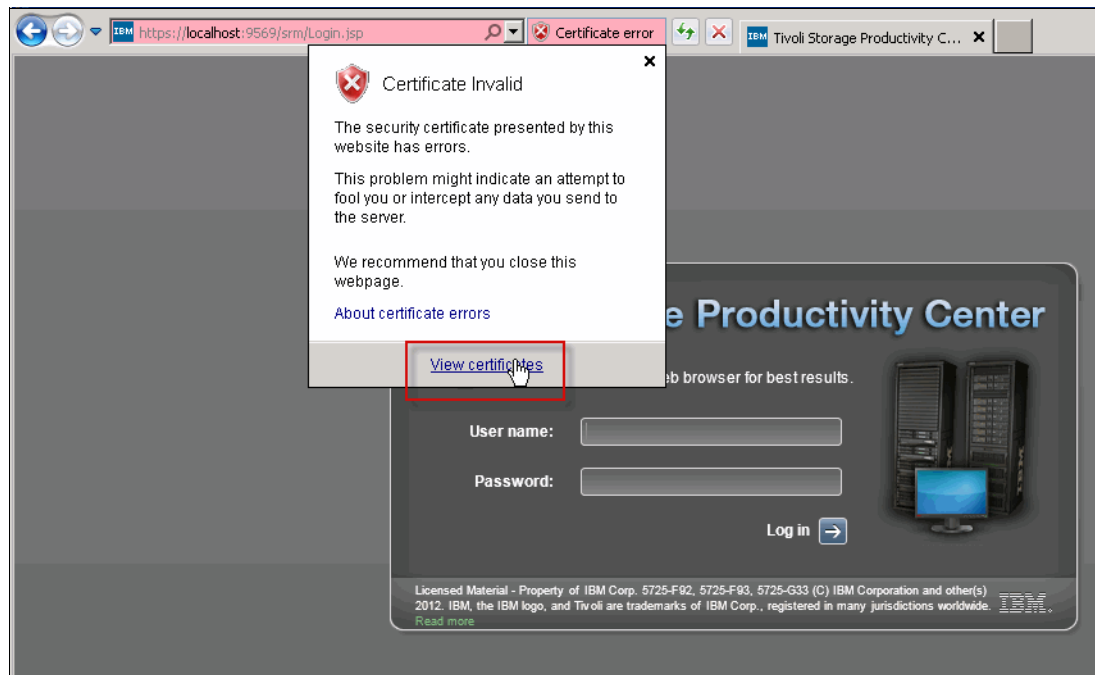 IBM https://localhost:9569/srm/Login.jsp
Certificate error
IBM Tivoli Storage Productivity C...
Certificate Invalid
The security certificate presented by this
website has errors.
This problem might indicate an attempt to
fool you or intercept any data you send to
the server.
We recommend that you close this
webpage.
About certificate errors
View certificates
e Productivity Center
eb browser for best results.
User name:
Password:
Log in
Licensed Material - Property of IBM Corp. 5725-F92, 5725-F93, 5725-G33 (C) IBM Corporation and other(s)
2012. IBM, the IBM logo, and Tivoli are trademarks of IBM Corp., registered in many jurisdictions worldwide.
IBM.
Read more